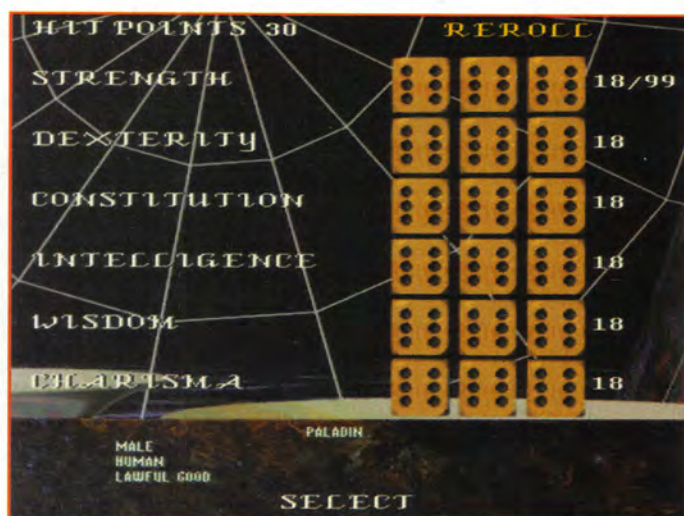 HIT POINTS 30 REROLL
STRENGTH 18/99
DEXTERITY 18
CONSTITUTION 18
INTELLIGENCE 18
WISDOM 18
CHARISMA 18
PALADIN
MALE
HUMAN
LAWFUL GOOD
SELECT